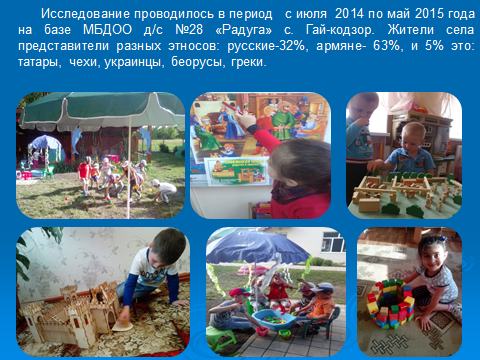 Исследование проводилось в период с июля 2014 по май 2015 года
на базе МБДОО д/с №28 «Радуга» с. Гай-кодзор. Жители села
представители разных этносов: русские-32%, армяне- 63%, и 5% это:
татары, чехи, украинцы, беорусы, греки.